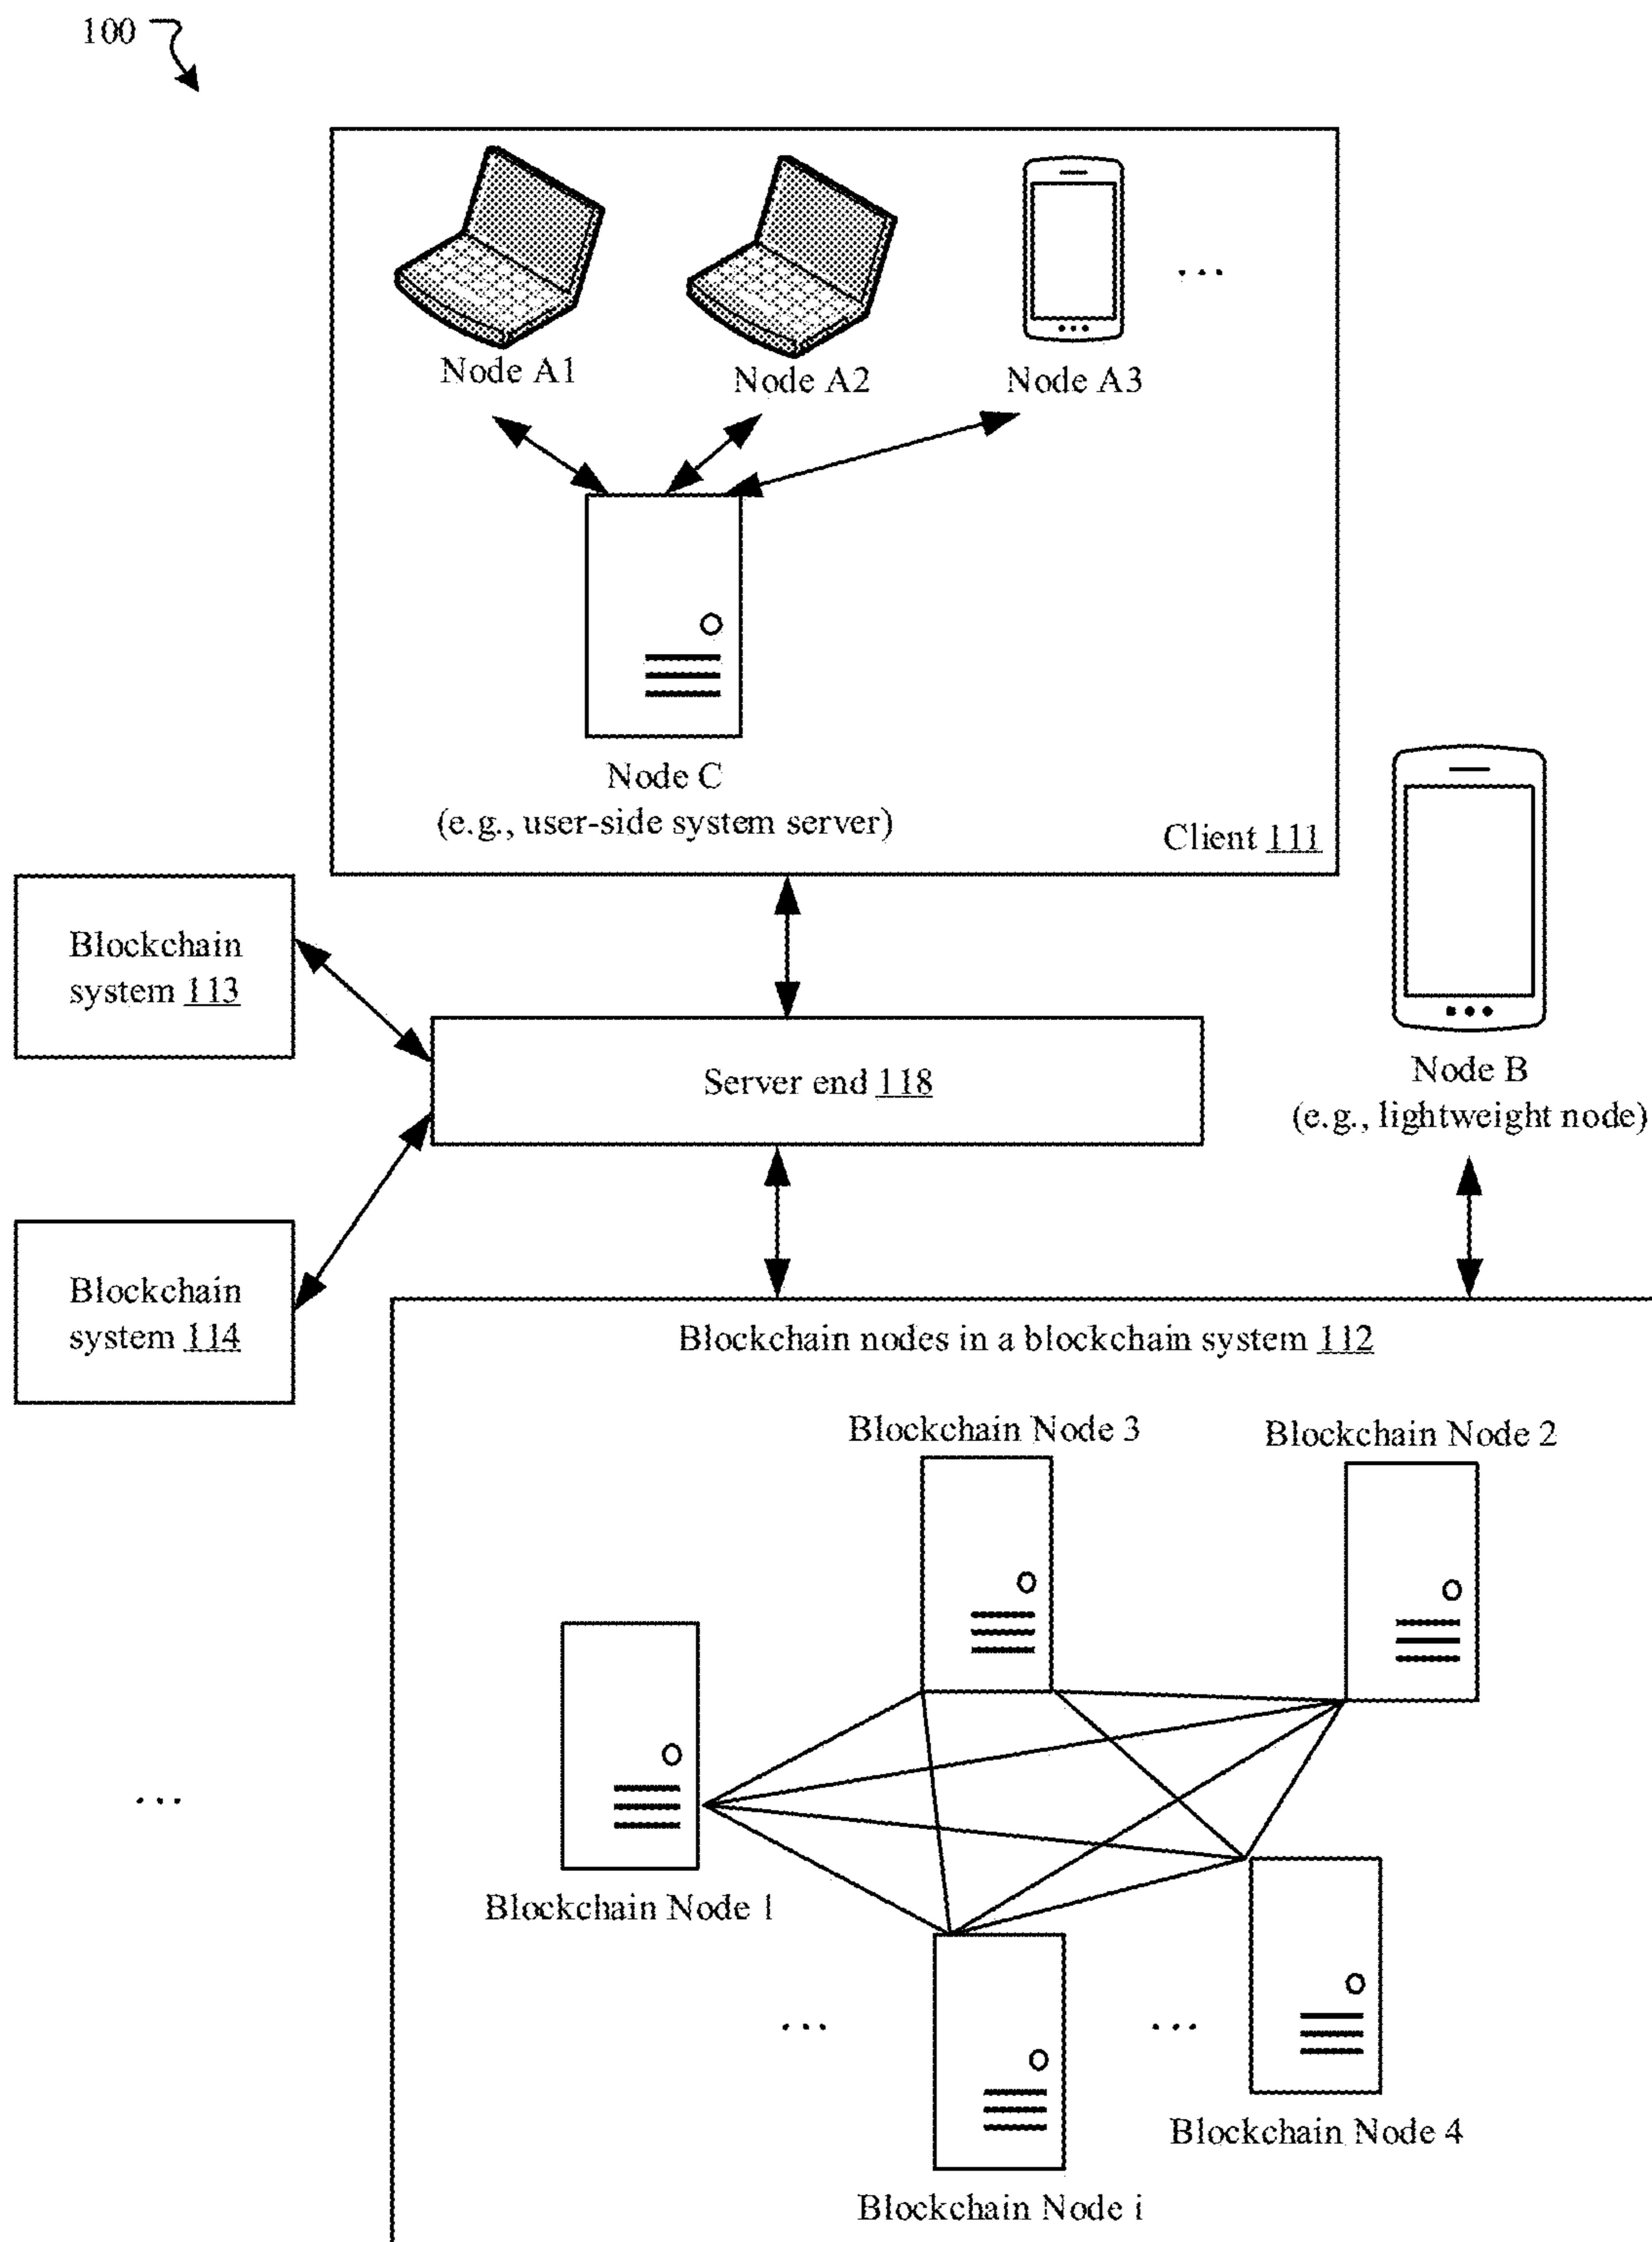 100
...
Node A1
Node A2
Node A3
Node C
(e.g., user-side system server)
Client 111
Blockchain
system 113
Server end 118
Node B
(e.g., lightweight node)
Blockchain
system 114
Blockchain nodes in a blockchain system 112
Blockchain Node 3
Blockchain Node 2
...
Blockchain Node 1
... ...
Blockchain Node 4
Blockchain Node i